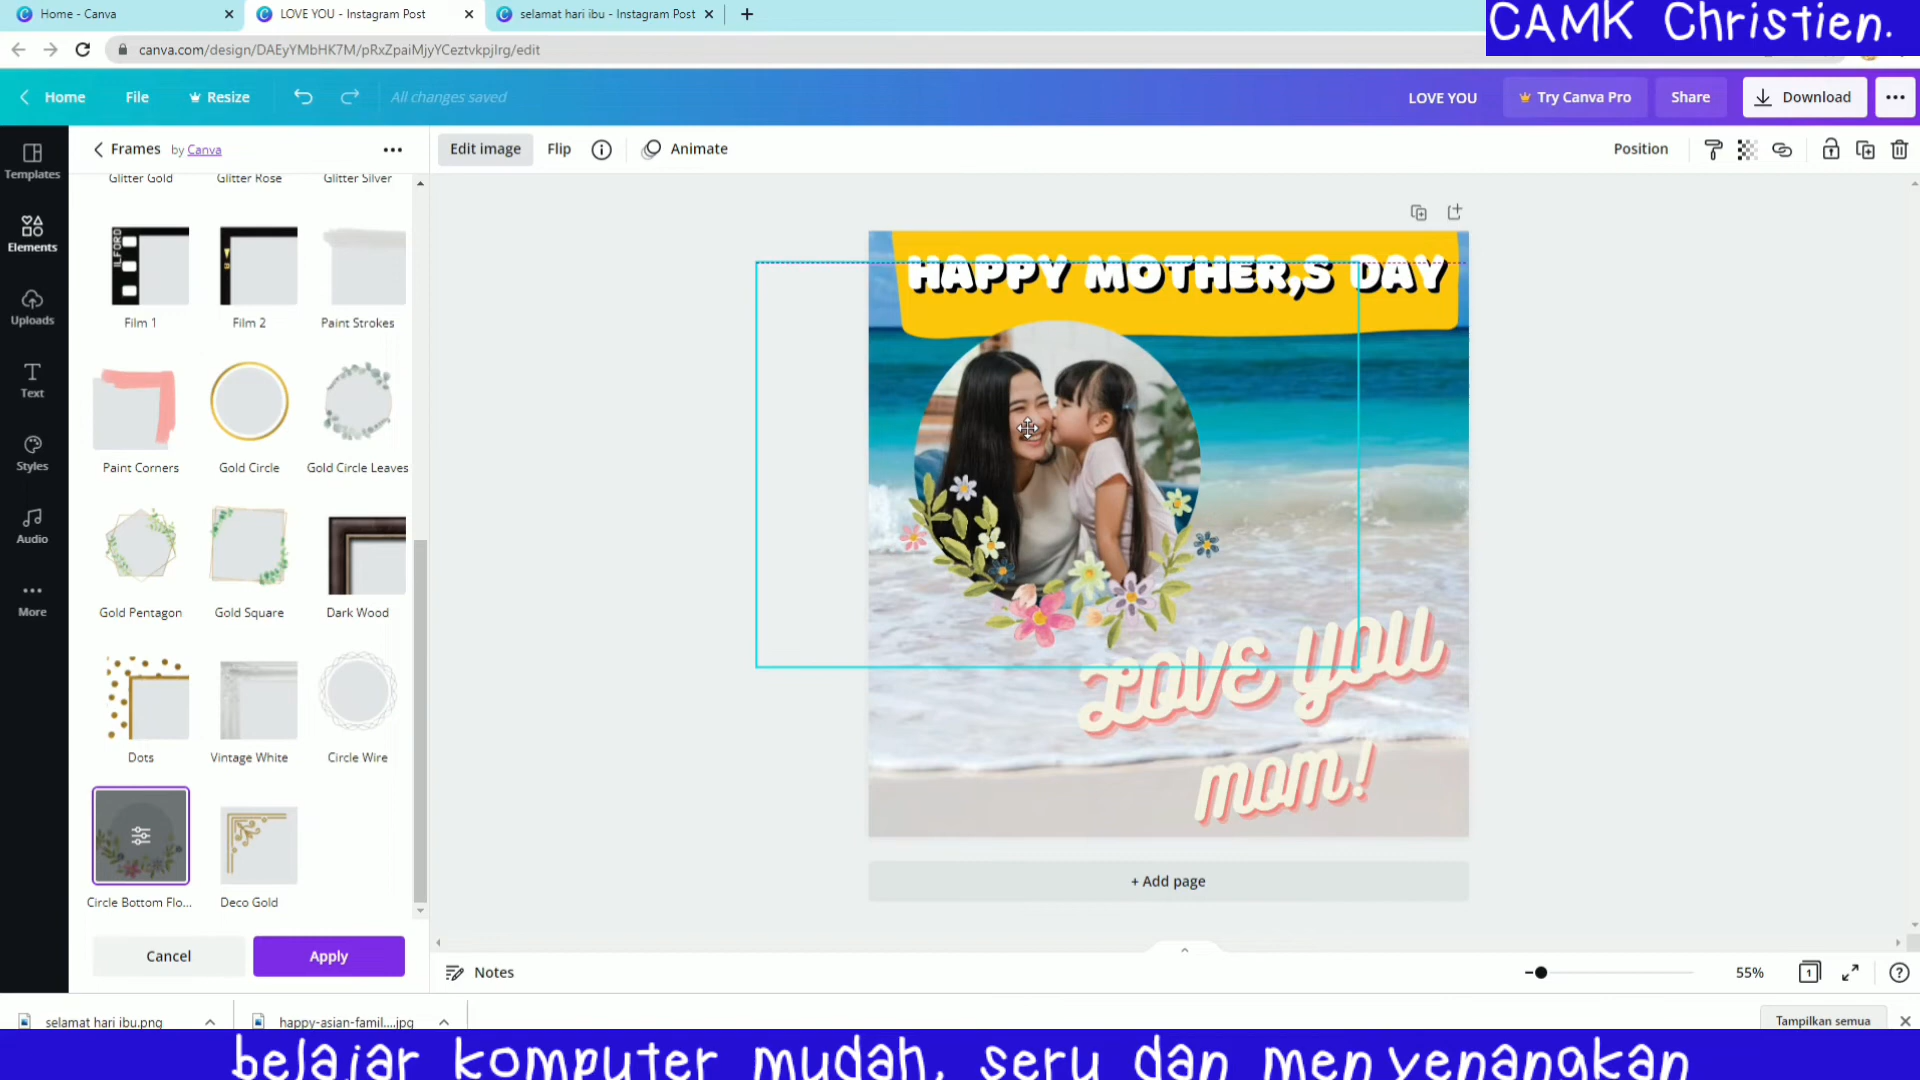 Home - Canva
LOVE YOU - Instagram Post
selamat hari ibu - Instagram Post
CAMK Christien.
canva.com/design/DAEyYMbHK7M/pRxZpaiMjyYCeztvkpjlrg/edit
Home File Resize All changes saved LOVE YOU Try Canva Pro Share Download
Templates
Elements
Uploads
Text
Styles
Audio
More
Frames by Canva
Glitter Gold Glitter Rose Glitter Silver
ILFORD
Film 1 Film 2 Paint Strokes
Paint Corners Gold Circle Gold Circle Leaves
Gold Pentagon Gold Square Dark Wood
Dots Vintage White Circle Wire
Circle Bottom Flo... Deco Gold
Cancel Apply
Edit image Flip Animate Position
HAPPY MOTHER,S DAY
LOVE YOU
mom!
+ Add page
Notes 55% 1
selamat hari ibu.png
happy-asian-famil....jpg
Tampilkan semua
belajar komputer mudah, seru dan menyenangkan